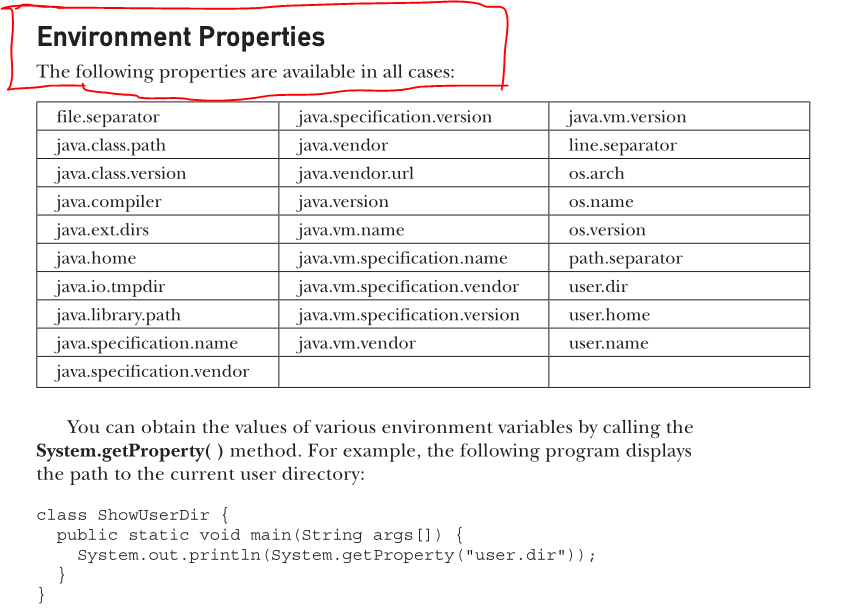 Environment Properties
The following properties are available in all cases:
file.separator java.specification.version java.vm.version
java.class.path java.vendor line.separator
java.class.version java.vendor.url os.arch
java.compiler java.version os.name
java.ext.dirs java.vm.name os.version
java.home java.vm.specification.name path.separator
java.io.tmpdir java.vm.specification.vendor user.dir
java.library.path java.vm.specification.version user.home
java.specification.name java.vm.vendor user.name
java.specification.vendor
You can obtain the values of various environment variables by calling the
System.getProperty( ) method. For example, the following program displays
the path to the current user directory:
class ShowUserDir {
  public static void main(String args[]) {
    System.out.println(System.getProperty("user.dir"));
  }
}